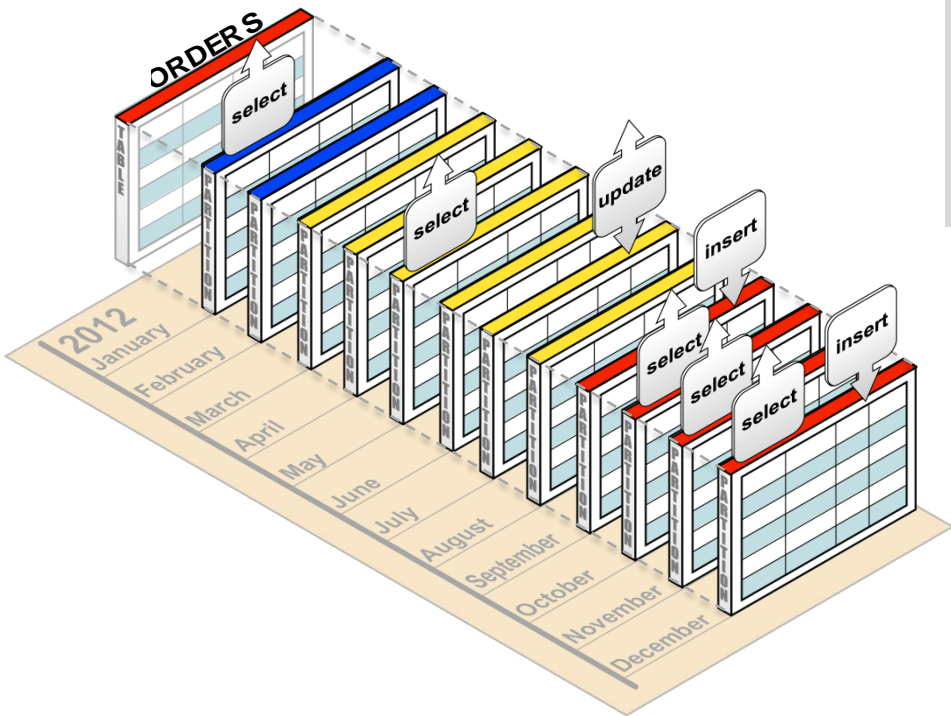 ORDERS
TABLE
select
PARTITION
PARTITION
PARTITION
PARTITION
select
PARTITION
PARTITION
update
PARTITION
PARTITION
insert
PARTITION
select
PARTITION
select
PARTITION
select
insert
PARTITION
2012
January
February
March
April
May
June
July
August
September
October
November
December